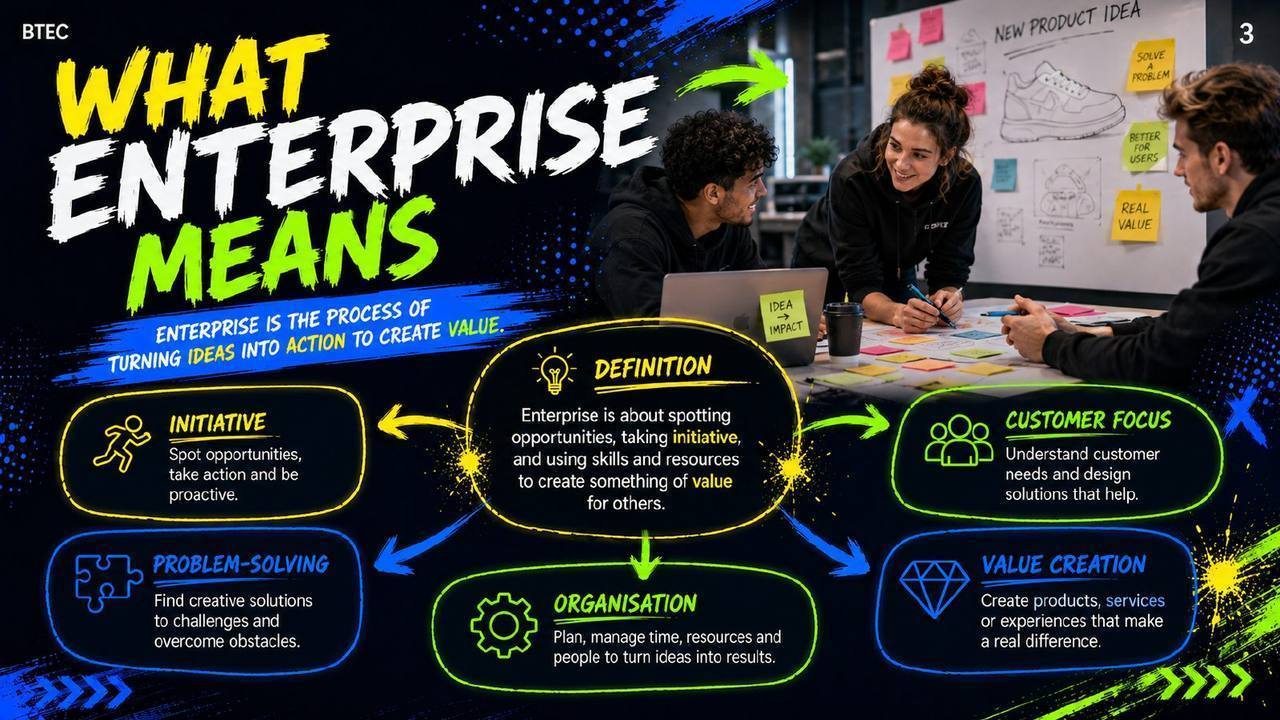 BTEC
3
WHAT
ENTERPRISE
MEANS
ENTERPRISE IS THE PROCESS OF
TURNING IDEAS INTO ACTION TO CREATE VALUE.
NEW PRODUCT IDEA
SOLVE
A
PROBLEM
BETTER
FOR
USERS
REAL
VALUE
IDEA
→
IMPACT
DEFINITION
Enterprise is about spotting
opportunities, taking initiative,
and using skills and resources
to create something of value
for others.
INITIATIVE
Spot opportunities,
take action and be
proactive.
CUSTOMER FOCUS
Understand customer
needs and design
solutions that help.
PROBLEM-SOLVING
Find creative solutions
to challenges and
overcome obstacles.
ORGANISATION
Plan, manage time, resources and
people to turn ideas into results.
VALUE CREATION
Create products, services
or experiences that make
a real difference.